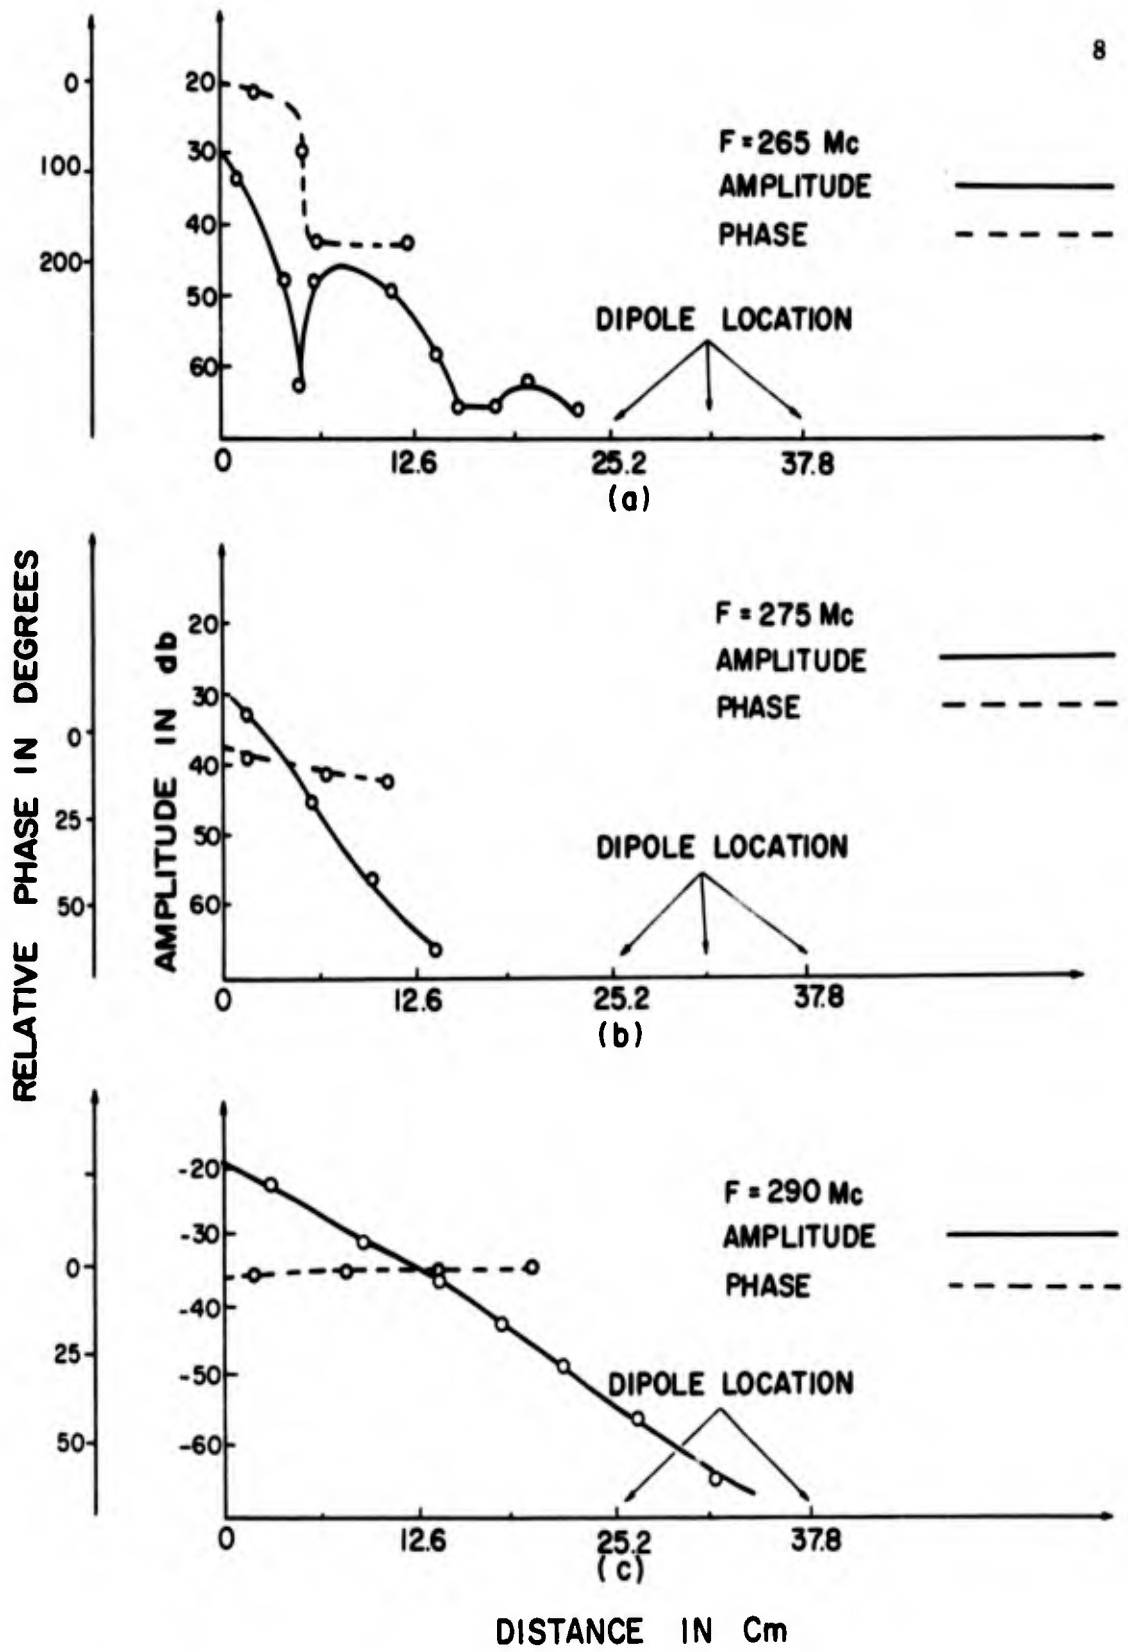 8
0
100
200
20
30
40
50
60
F = 265 Mc
AMPLITUDE
PHASE
DIPOLE LOCATION
0 12.6 25.2 37.8
(a)
RELATIVE PHASE IN DEGREES
AMPLITUDE IN db
0
25
50
20
30
40
50
60
F = 275 Mc
AMPLITUDE
PHASE
DIPOLE LOCATION
0 12.6 25.2 37.8
(b)
0
25
50
-20
-30
-40
-50
-60
F = 290 Mc
AMPLITUDE
PHASE
DIPOLE LOCATION
0 12.6 25.2 37.8
(c)
DISTANCE IN Cm